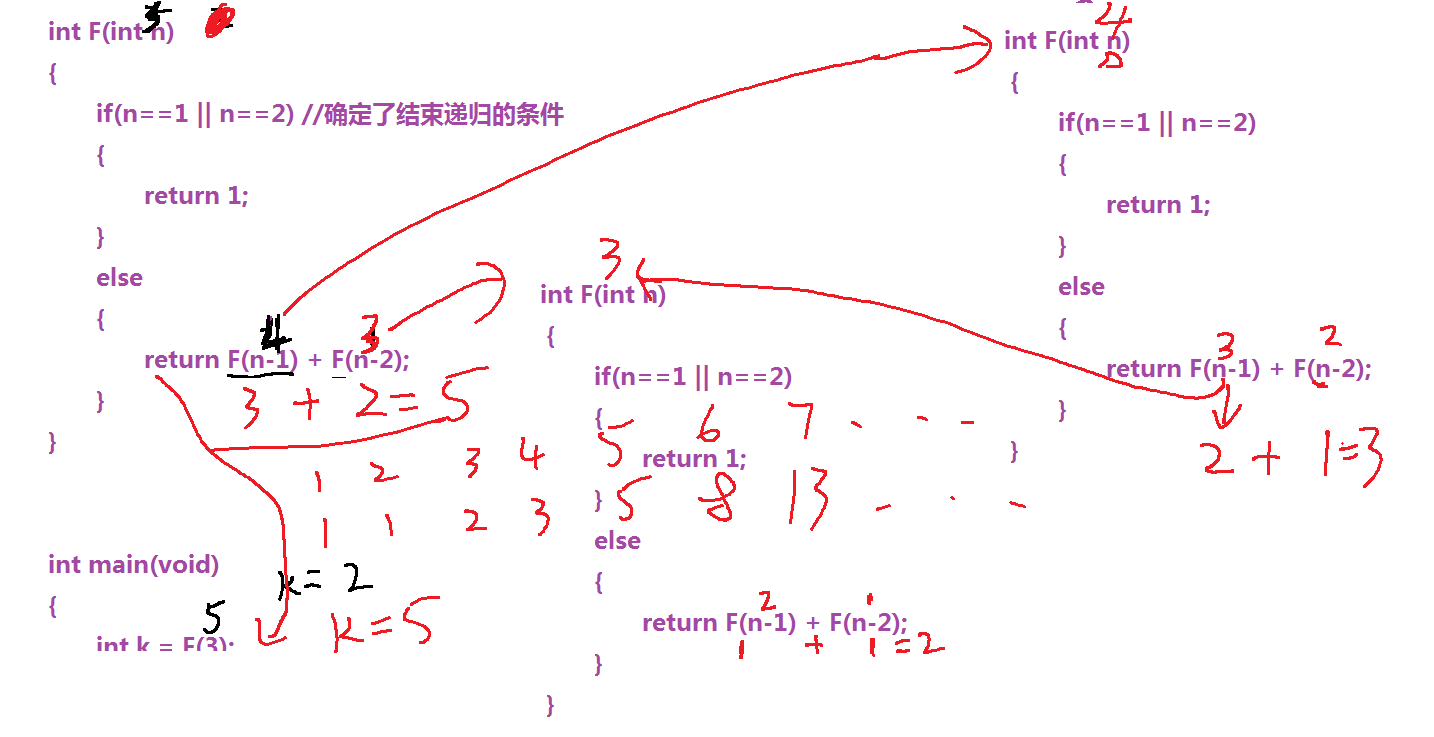 5
int F(int n)
{
if(n==1 || n==2) //确定了结束递归的条件
{
return 1;
}
else
{
4 3
return F(n-1) + F(n-2);
3 + 2 = 5
}
}
1 2 3 4 5 6 7 . . .
1 1 2 3 5 8 13 . . .
int main(void)
k = 2
{
5
int k = F(3);
k = 5
3
int F(int n)
{
if(n==1 || n==2)
{
return 1;
}
else
{
2 1
return F(n-1) + F(n-2);
1 + 1 = 2
}
}
4
int F(int n)
{
if(n==1 || n==2)
{
return 1;
}
else
{
3 2
return F(n-1) + F(n-2);
}
2 + 1 = 3
}